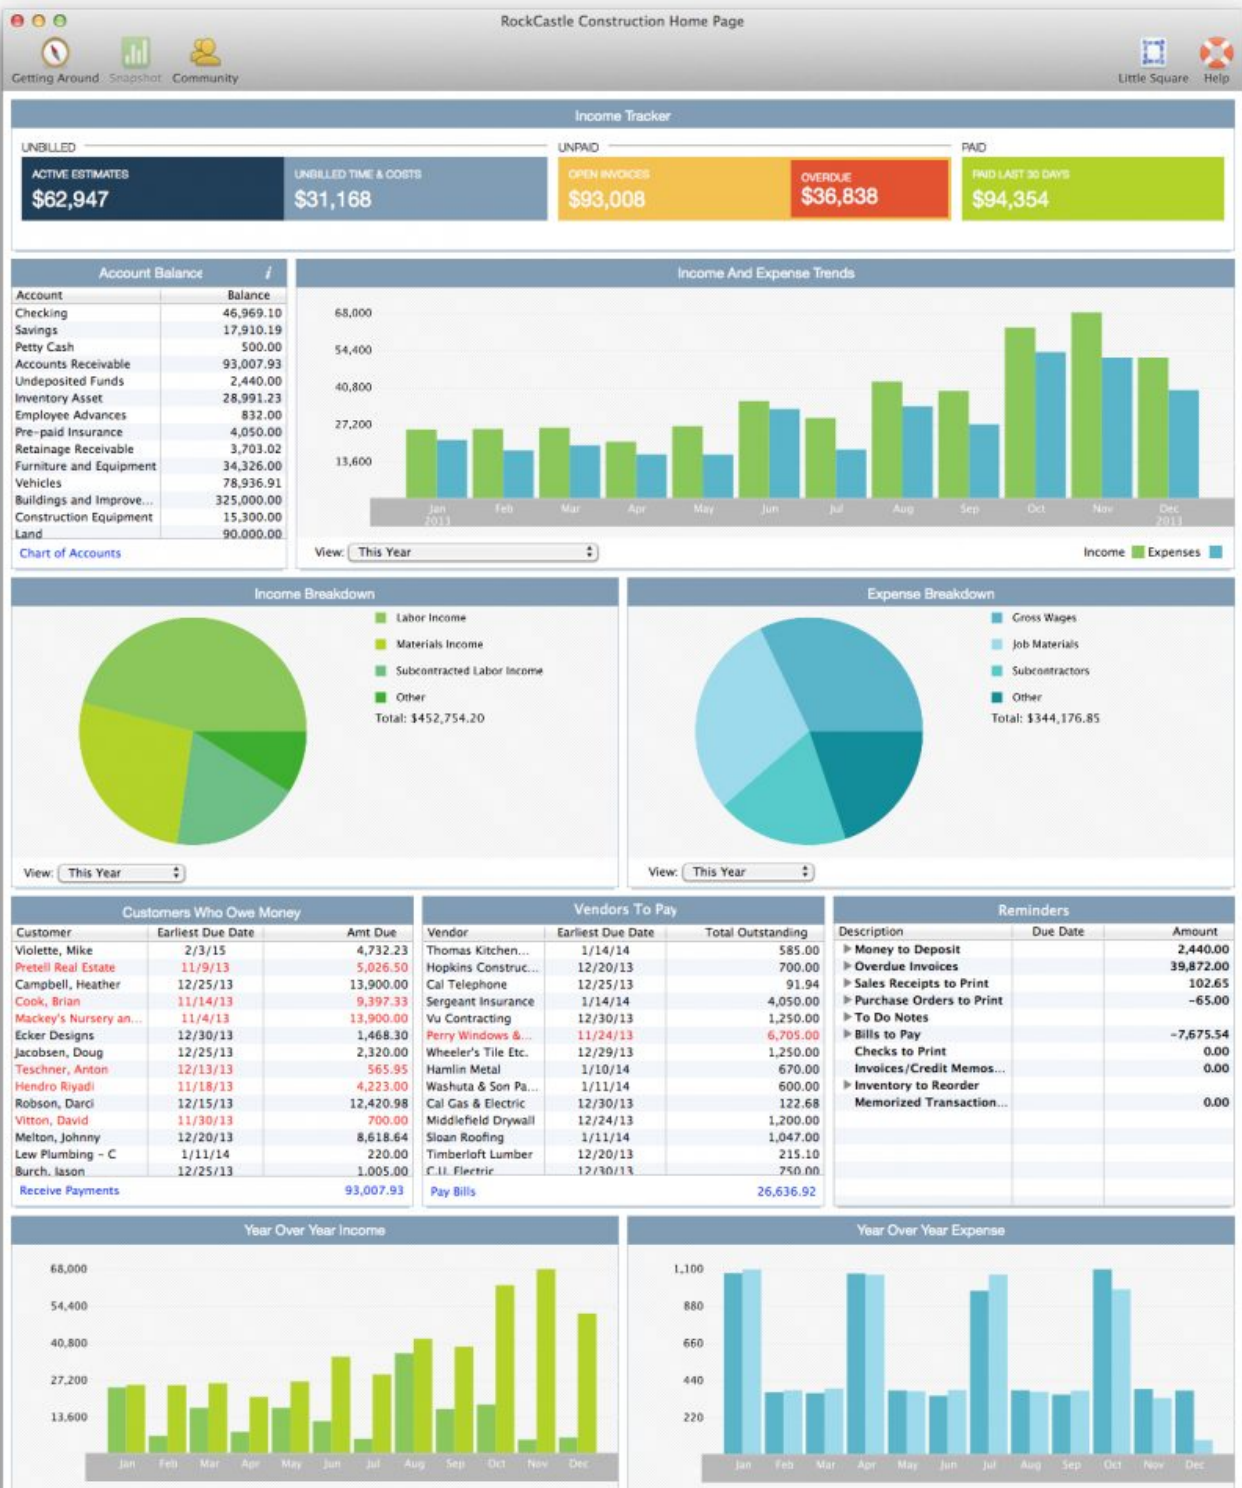 RockCastle Construction Home Page
Getting Around Snapshot Community Little Square Help
Income Tracker
UNBILLED UNPAID PAID
ACTIVE ESTIMATES UNBILLED TIME & COSTS OPEN INVOICES OVERDUE PAID LAST 30 DAYS
$62,947 $31,168 $93,008 $36,838 $94,354
Account Balance i
Account Balance
Checking 46,969.10
Savings 17,910.19
Petty Cash 500.00
Accounts Receivable 93,007.93
Undeposited Funds 2,440.00
Inventory Asset 28,991.23
Employee Advances 832.00
Pre-paid Insurance 4,050.00
Retainage Receivable 3,703.02
Furniture and Equipment 34,326.00
Vehicles 78,936.91
Buildings and Improve... 325,000.00
Construction Equipment 15,300.00
Land 90,000.00
Chart of Accounts
Income And Expense Trends
68,000
54,400
40,800
27,200
13,600
Jan Feb Mar Apr May Jun Jul Aug Sep Oct Nov Dec
2013 2013
View: This Year Income Expenses
Income Breakdown
Labor Income
Materials Income
Subcontracted Labor Income
Other
Total: $452,754.20
View: This Year
Expense Breakdown
Gross Wages
Job Materials
Subcontractors
Other
Total: $344,176.85
View: This Year
Customers Who Owe Money
Customer Earliest Due Date Amt Due
Violette, Mike 2/3/15 4,732.23
Pretell Real Estate 11/9/13 5,026.50
Campbell, Heather 12/25/13 13,900.00
Cook, Brian 11/14/13 9,397.33
Mackey's Nursery an... 11/4/13 13,900.00
Ecker Designs 12/30/13 1,468.30
Jacobsen, Doug 12/25/13 2,320.00
Teschner, Anton 12/13/13 565.95
Hendro Riyadi 11/18/13 4,223.00
Robson, Darci 12/15/13 12,420.98
Vitton, David 11/30/13 700.00
Melton, Johnny 12/20/13 8,618.64
Lew Plumbing - C 1/11/14 220.00
Burch, Jason 12/25/13 1,005.00
Receive Payments 93,007.93
Vendors To Pay
Vendor Earliest Due Date Total Outstanding
Thomas Kitchen... 1/14/14 585.00
Hopkins Construc... 12/20/13 700.00
Cal Telephone 12/25/13 91.94
Sergeant Insurance 1/14/14 4,050.00
Vu Contracting 12/30/13 1,250.00
Perry Windows &... 11/24/13 6,705.00
Wheeler's Tile Etc. 12/29/13 1,250.00
Hamlin Metal 1/10/14 670.00
Washuta & Son Pa... 1/11/14 600.00
Cal Gas & Electric 12/30/13 122.68
Middlefield Drywall 12/24/13 1,200.00
Sloan Roofing 1/11/14 1,047.00
Timberloft Lumber 12/20/13 215.10
C.U. Electric 12/30/13 750.00
Pay Bills 26,636.92
Reminders
Description Due Date Amount
Money to Deposit 2,440.00
Overdue Invoices 39,872.00
Sales Receipts to Print 102.65
Purchase Orders to Print -65.00
To Do Notes
Bills to Pay -7,675.54
Checks to Print 0.00
Invoices/Credit Memos... 0.00
Inventory to Reorder
Memorized Transaction... 0.00
Year Over Year Income
68,000
54,400
40,800
27,200
13,600
Jan Feb Mar Apr May Jun Jul Aug Sep Oct Nov Dec
Year Over Year Expense
1,100
880
660
440
220
Jan Feb Mar Apr May Jun Jul Aug Sep Oct Nov Dec